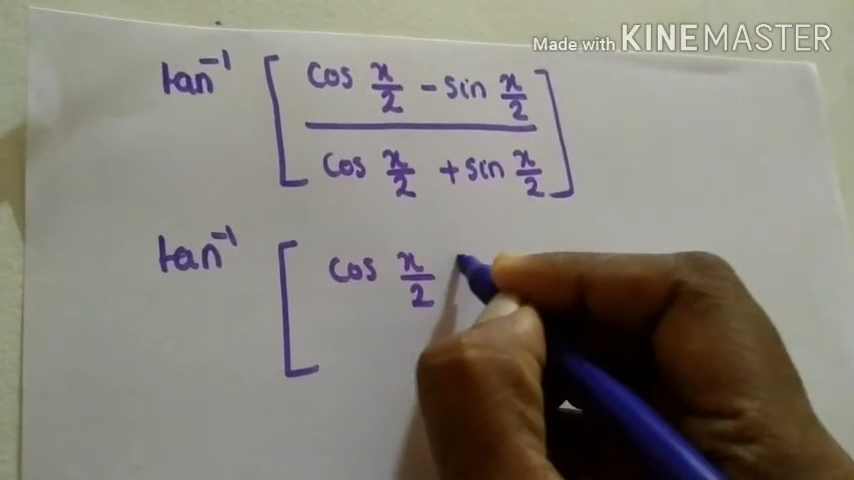 Made with KINEMASTER
tan⁻¹ [ (cos x/2 - sin x/2) / (cos x/2 + sin x/2) ]
tan⁻¹ [ cos x/2